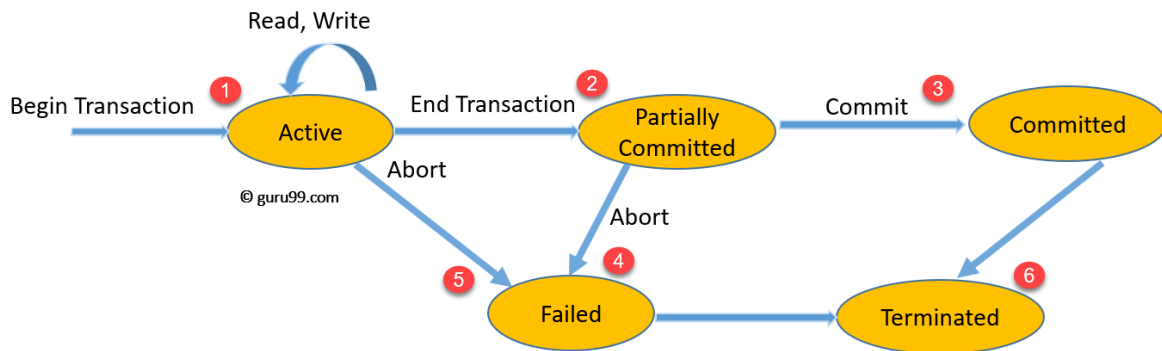 Read, Write
1
2
3
Begin Transaction
End Transaction
Commit
Active
Partially
Committed
Committed
Abort
© guru99.com
Abort
5
4
6
Failed
Terminated